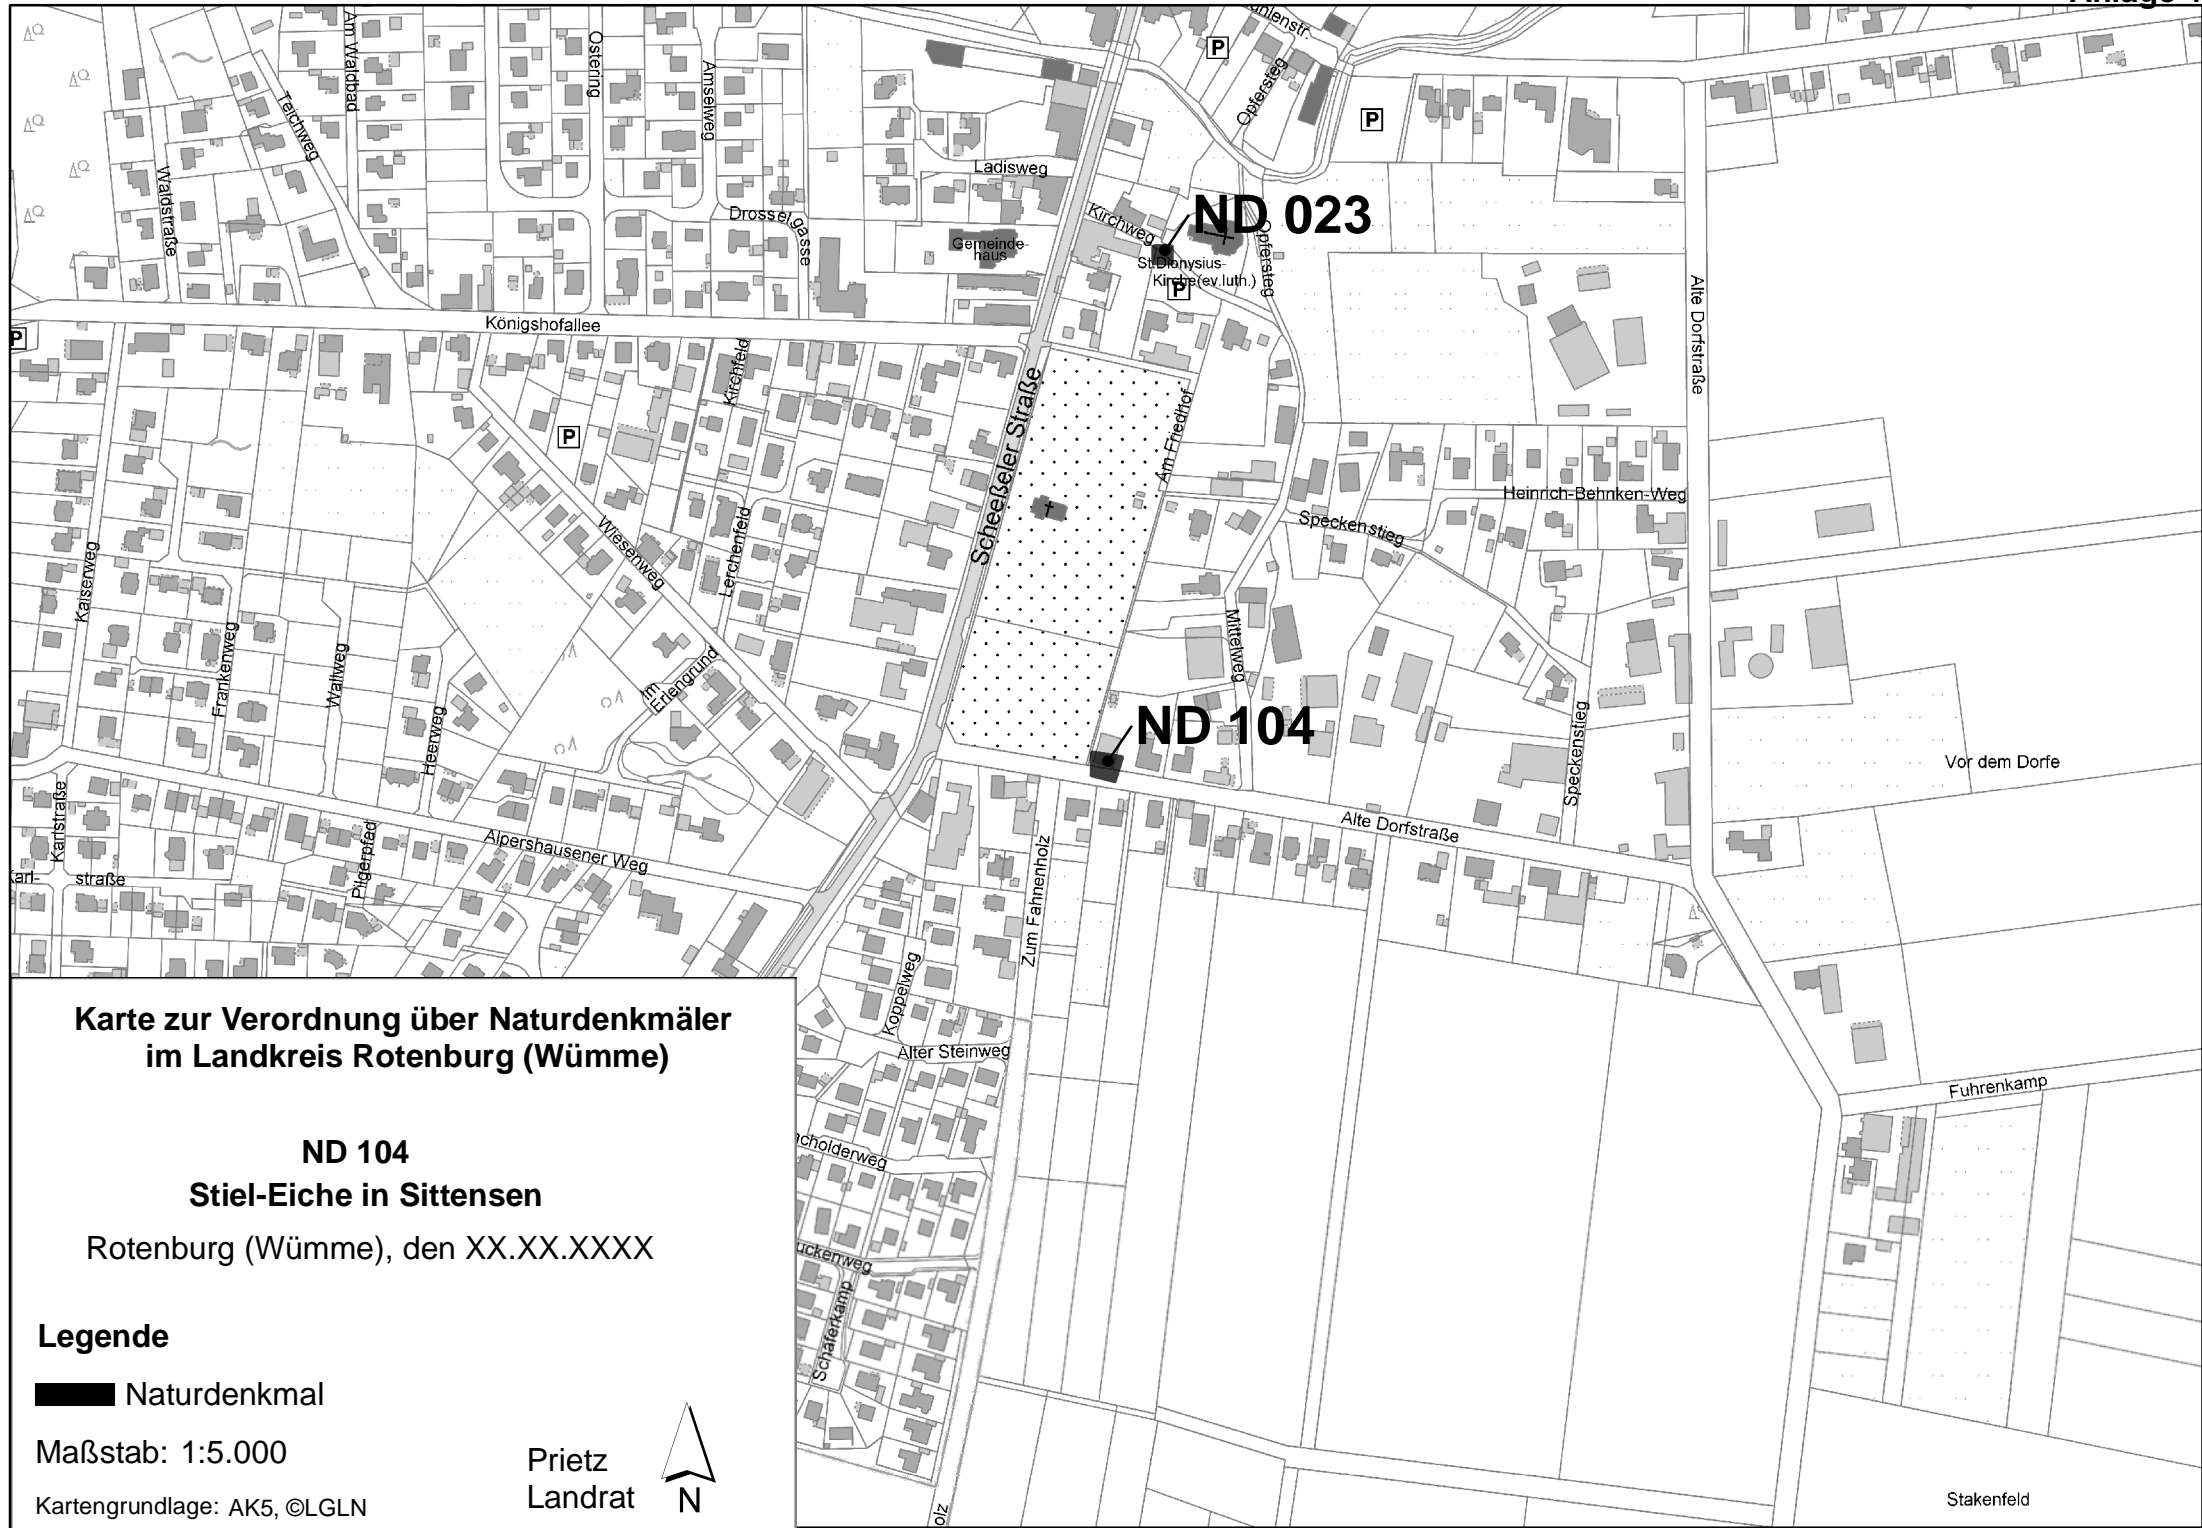 Anlage
Mühlenstr.
P
Am Waldbad
Ostering
Amselweg
Opfersteg
Teichweg
P
Waldstraße
Ladisweg
Drosselgasse
Kirchweg
ND 023
Gemeinde-
haus
St.Dionysius-
Kirche(ev.luth.)
P
Opfersteg
Alte Dorfstraße
Königshofallee
P
Kirchfeld
Scheeßeler Straße
Am Friedhof
P
Heinrich-Behnken-Weg
Speckenstieg
Wiesenweg
Lerchenfeld
Kaiserweg
Frankenweg
Wallweg
Mittelweg
Im
Erlengrund
Heerweg
ND 104
Speckenstieg
Vor dem Dorfe
Karlstraße
Pilgerpfad
Alpershausener Weg
Alte Dorfstraße
Karl-
straße
Zum Fahnenholz
Koppelweg
Alter Steinweg
Fuhrenkamp
acholderweg
uckenweg
Schäferkamp
olz
Stakenfeld
Karte zur Verordnung über Naturdenkmäler
im Landkreis Rotenburg (Wümme)
ND 104
Stiel-Eiche in Sittensen
Rotenburg (Wümme), den XX.XX.XXXX
Legende
Naturdenkmal
Maßstab: 1:5.000
Kartengrundlage: AK5, ©LGLN
Prietz
Landrat
N